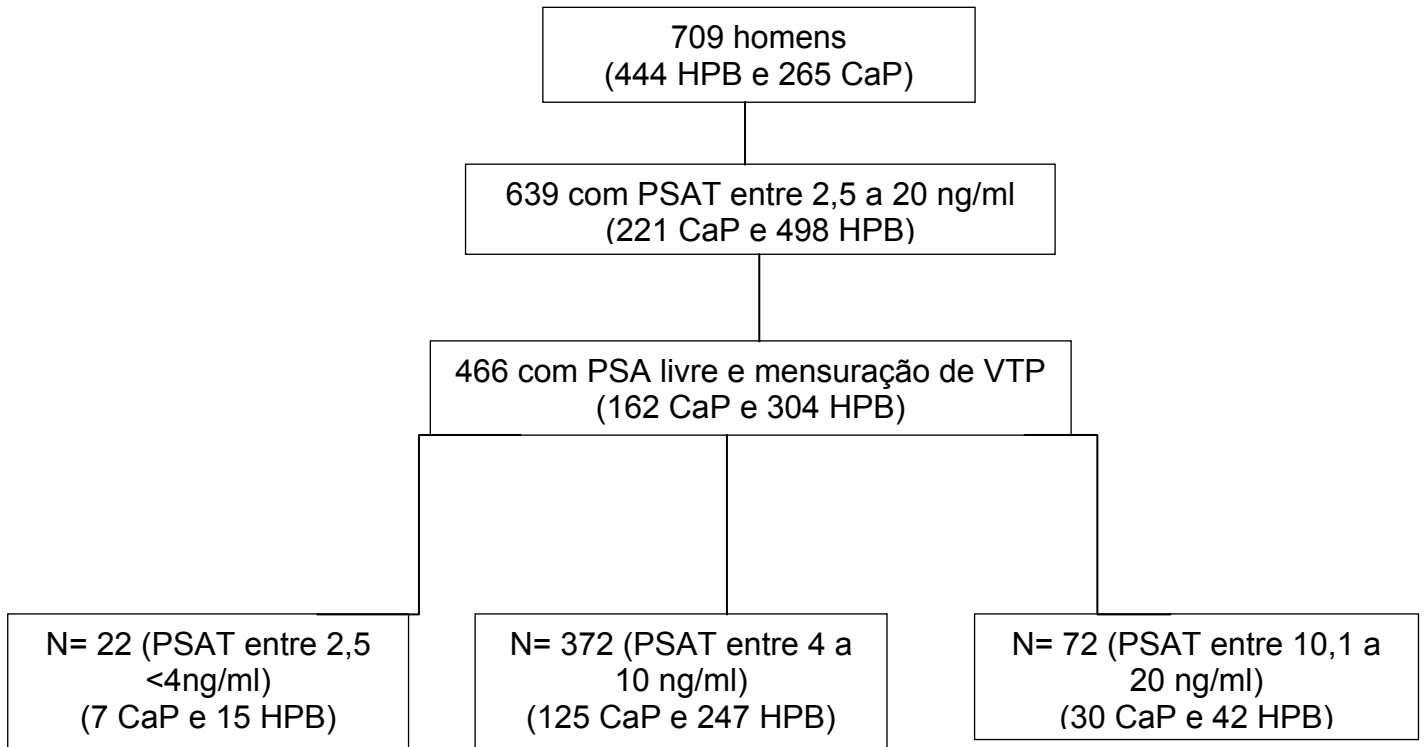 709 homens
(444 HPB e 265 CaP)
639 com PSAT entre 2,5 a 20 ng/ml
(221 CaP e 498 HPB)
466 com PSA livre e mensuração de VTP
(162 CaP e 304 HPB)
N= 22 (PSAT entre 2,5
<4ng/ml)
(7 CaP e 15 HPB)
N= 372 (PSAT entre 4 a
10 ng/ml)
(125 CaP e 247 HPB)
N= 72 (PSAT entre 10,1 a
20 ng/ml)
(30 CaP e 42 HPB)